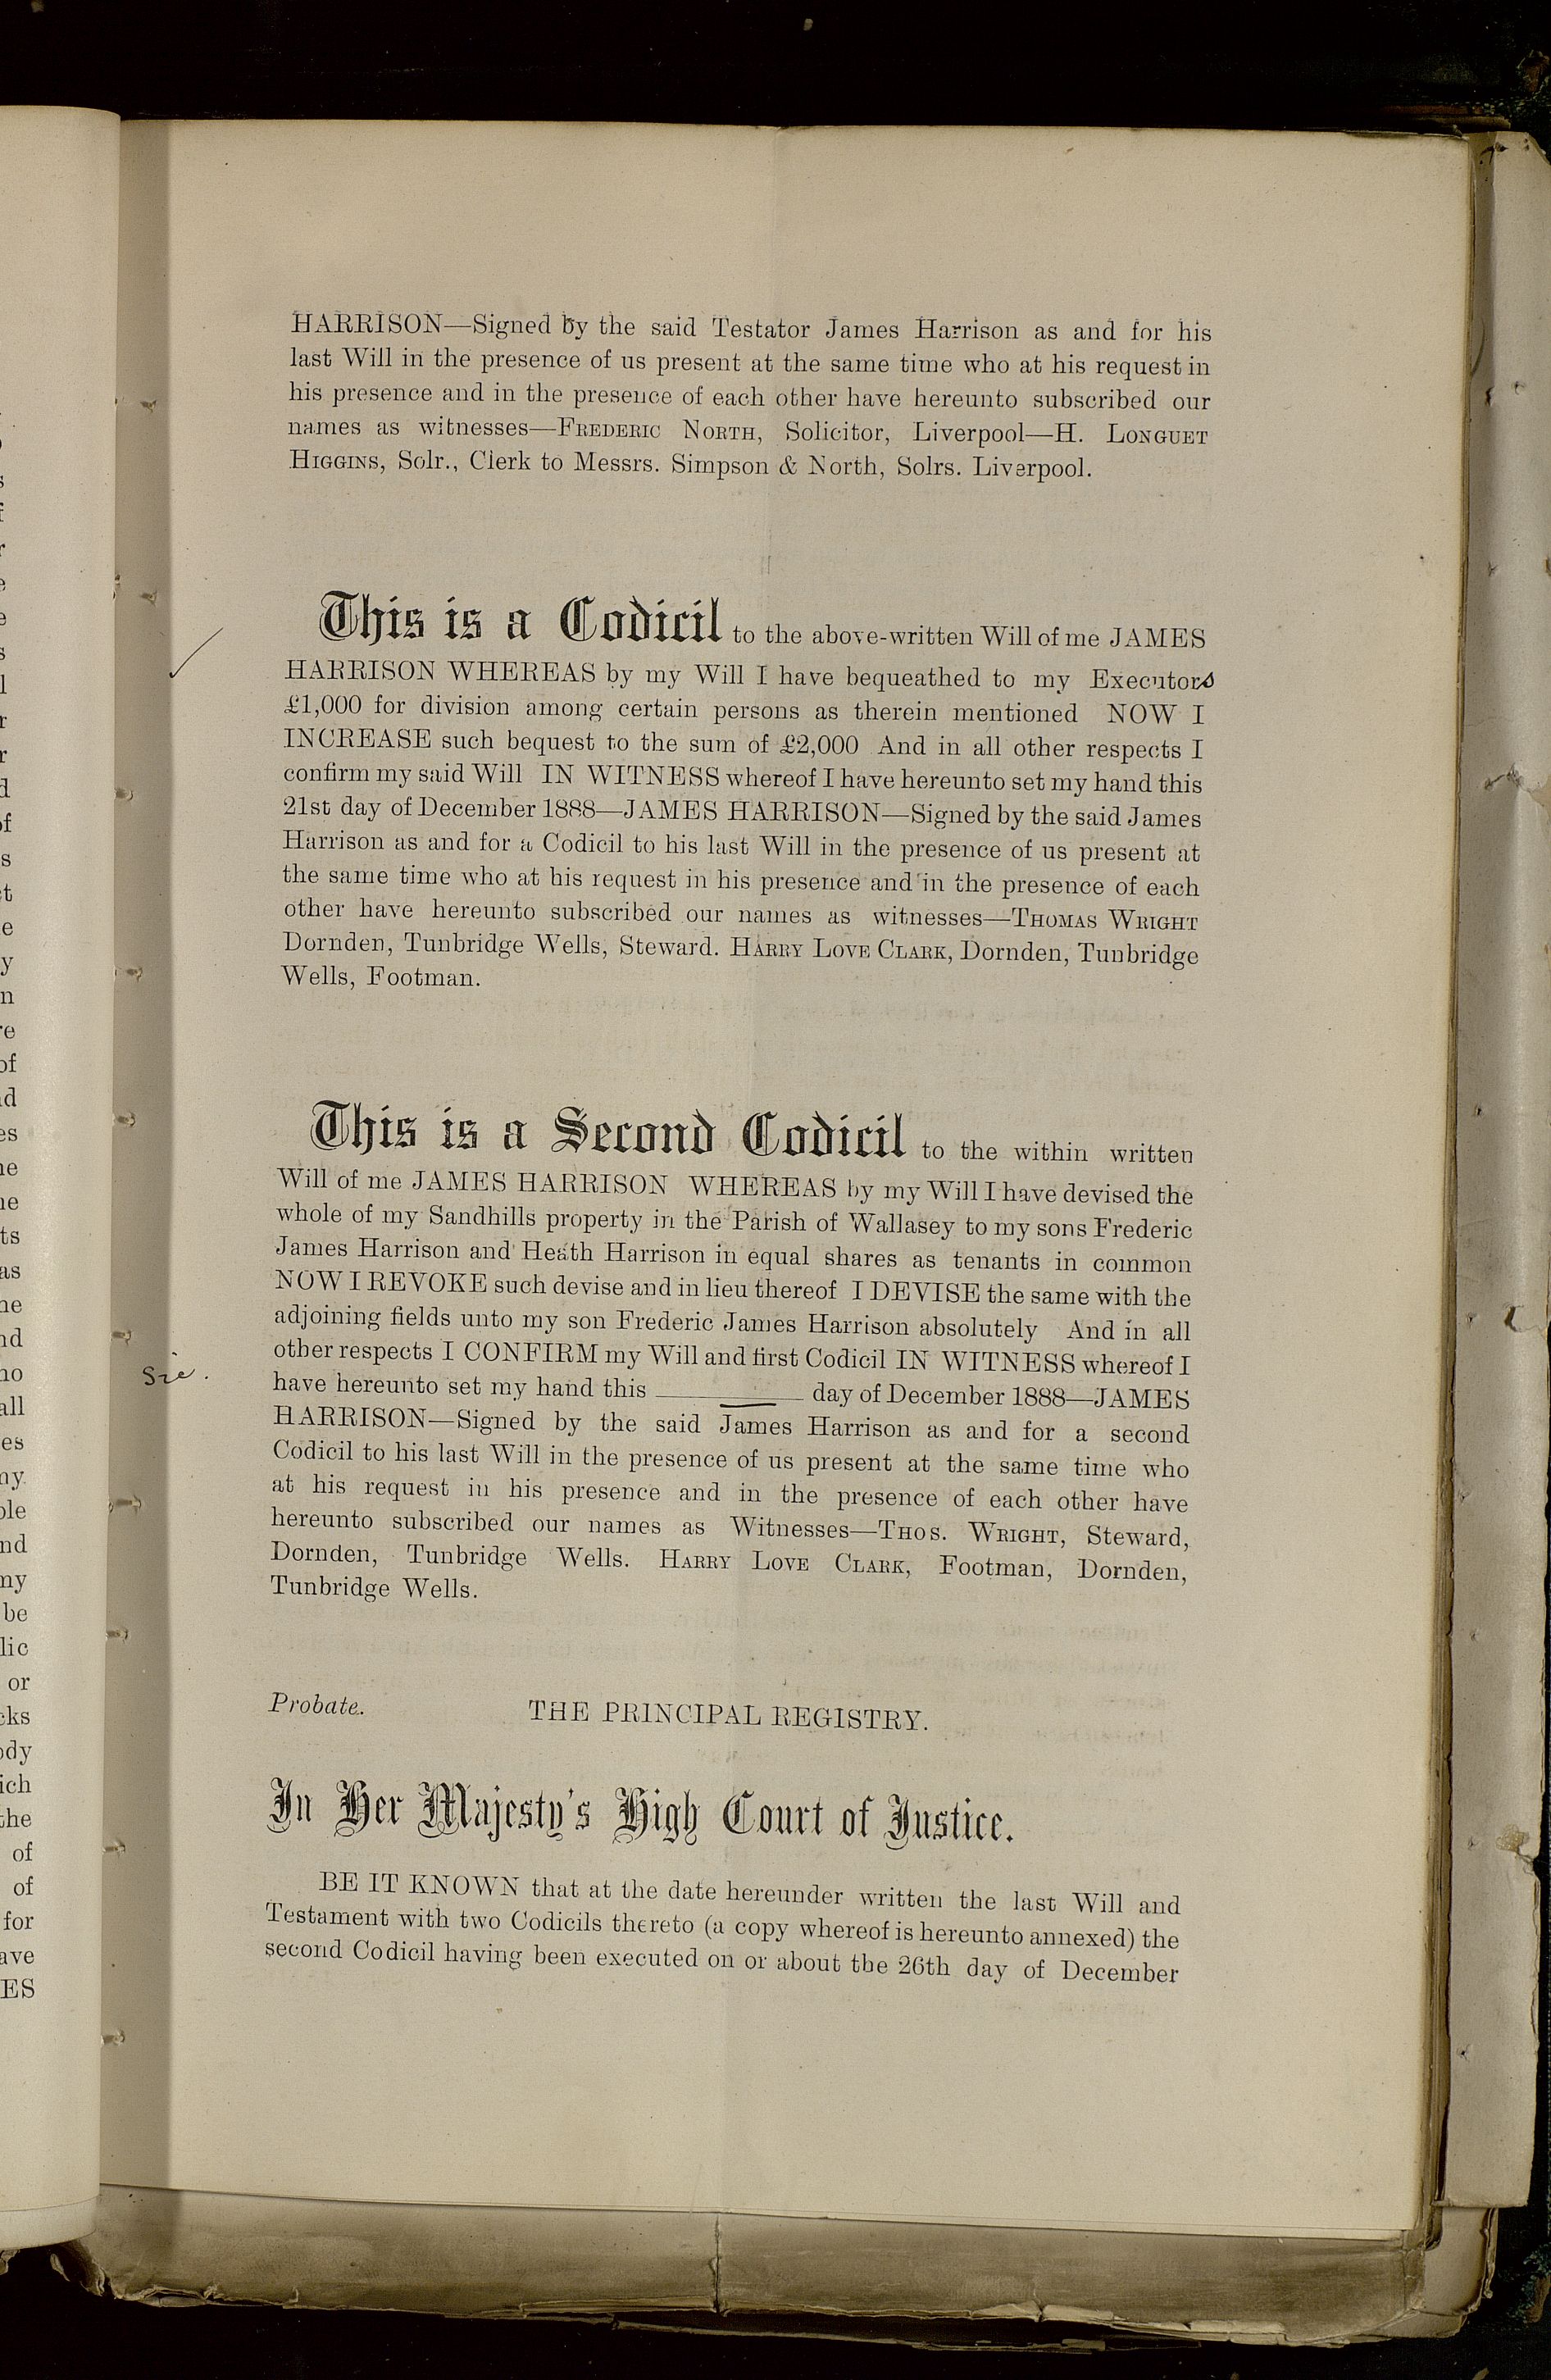 HARRISON—Signed by the said Testator James Harrison as and for his
last Will in the presence of us present at the same time who at his request in
his presence and in the presence of each other have hereunto subscribed our
names as witnesses—FREDERIC NORTH, Solicitor, Liverpool—H. LONGUET
HIGGINS, Solr., Clerk to Messrs. Simpson & North, Solrs. Liverpool.
This is a Codicil to the above-written Will of me JAMES
HARRISON WHEREAS by my Will I have bequeathed to my Executors
£1,000 for division among certain persons as therein mentioned NOW I
INCREASE such bequest to the sum of £2,000 And in all other respects I
confirm my said Will IN WITNESS whereof I have hereunto set my hand this
21st day of December 1888—JAMES HARRISON—Signed by the said James
Harrison as and for a Codicil to his last Will in the presence of us present at
the same time who at his request in his presence and in the presence of each
other have hereunto subscribed our names as witnesses—THOMAS WRIGHT
Dornden, Tunbridge Wells, Steward. HARRY LOVE CLARK, Dornden, Tunbridge
Wells, Footman.
This is a Second Codicil to the within written
Will of me JAMES HARRISON WHEREAS by my Will I have devised the
whole of my Sandhills property in the Parish of Wallasey to my sons Frederic
James Harrison and Heath Harrison in equal shares as tenants in common
NOW I REVOKE such devise and in lieu thereof I DEVISE the same with the
adjoining fields unto my son Frederic James Harrison absolutely And in all
other respects I CONFIRM my Will and first Codicil IN WITNESS whereof I
Sic. have hereunto set my hand this ________ day of December 1888—JAMES
HARRISON—Signed by the said James Harrison as and for a second
Codicil to his last Will in the presence of us present at the same time who
at his request in his presence and in the presence of each other have
hereunto subscribed our names as Witnesses—THOS. WRIGHT, Steward,
Dornden, Tunbridge Wells. HARRY LOVE CLARK, Footman, Dornden,
Tunbridge Wells.
Probate. THE PRINCIPAL REGISTRY.
In Her Majesty's High Court of Justice.
BE IT KNOWN that at the date hereunder written the last Will and
Testament with two Codicils thereto (a copy whereof is hereunto annexed) the
second Codicil having been executed on or about the 26th day of December